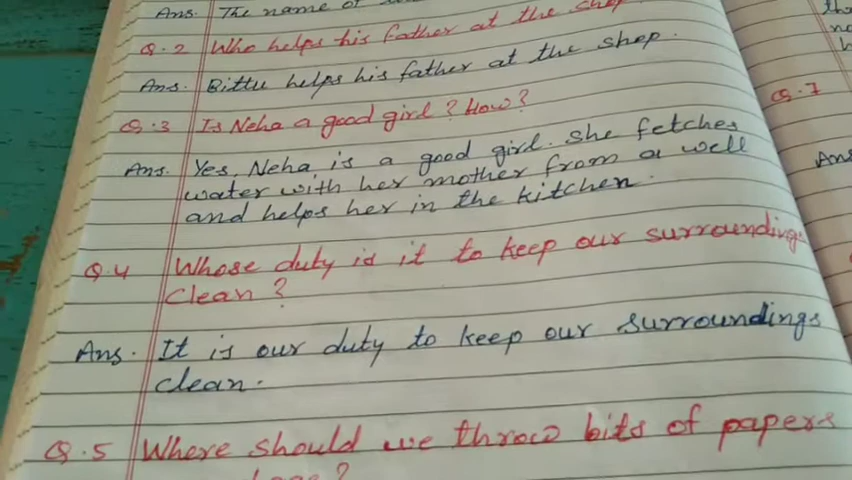 Ans. The name of
Q.2 Who helps his father at the shop
Ans. Bittu helps his father at the shop.
Q.3 Is Neha a good girl? How?
Ans. Yes, Neha is a good girl. She fetches
water with her mother from a well
and helps her in the kitchen.
Q.4 Whose duty is it to keep our surroundings
clean?
Ans. It is our duty to keep our surroundings
clean.
Q.5 Where should we throw bits of papers
Q.7
Ans